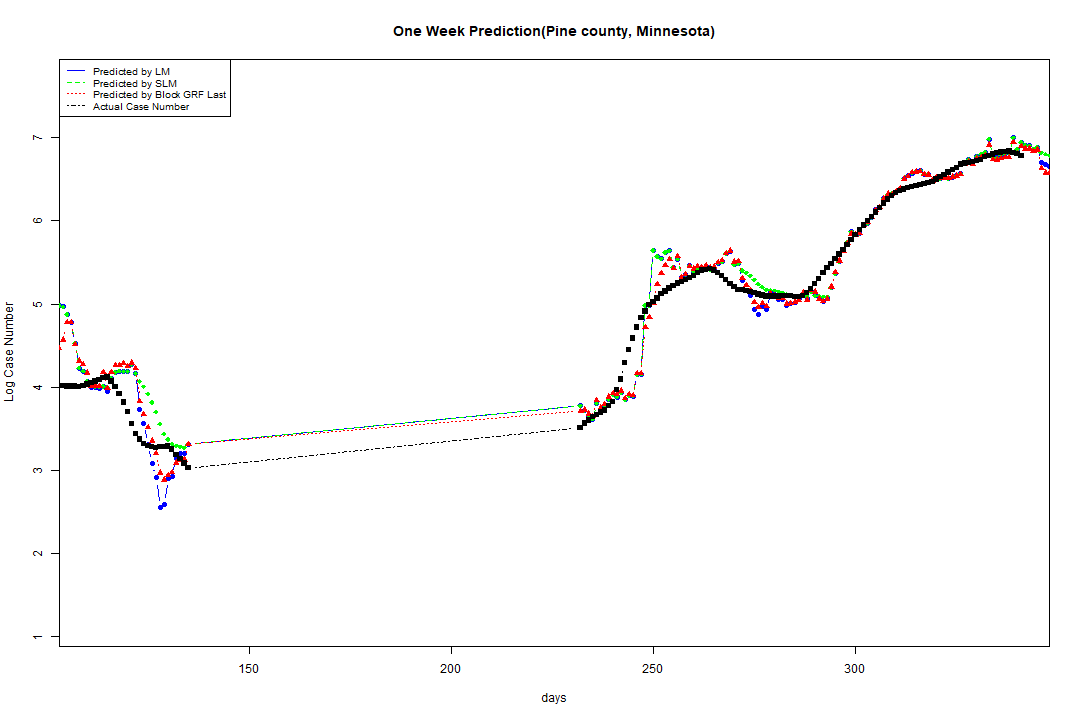 One Week Prediction(Pine county, Minnesota)
Predicted by LM
Predicted by SLM
Predicted by Block GRF Last
Actual Case Number
Log Case Number
7
6
5
4
3
2
1
150 200 250 300
days